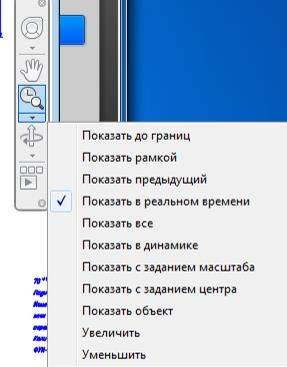 Показать до границ
Показать рамкой
Показать предыдущий
Показать в реальном времени
Показать все
Показать в динамике
Показать с заданием масштаба
Показать с заданием центра
Показать объект
Увеличить
Уменьшить